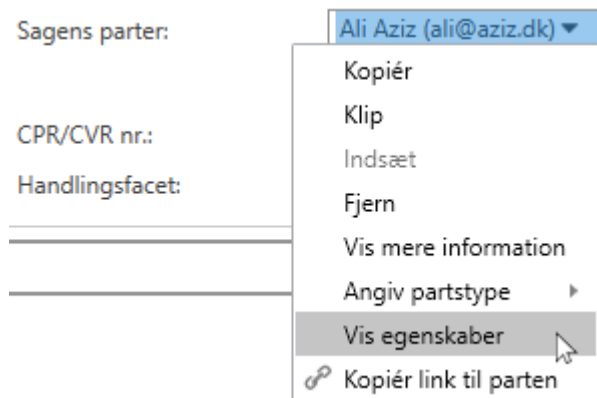 Sagens parter:
Ali Aziz (ali@aziz.dk)
Kopiér
Klip
CPR/CVR nr.:
Indsæt
Handlingsfacet:
Fjern
Vis mere information
Angiv partstype
Vis egenskaber
Kopiér link til parten